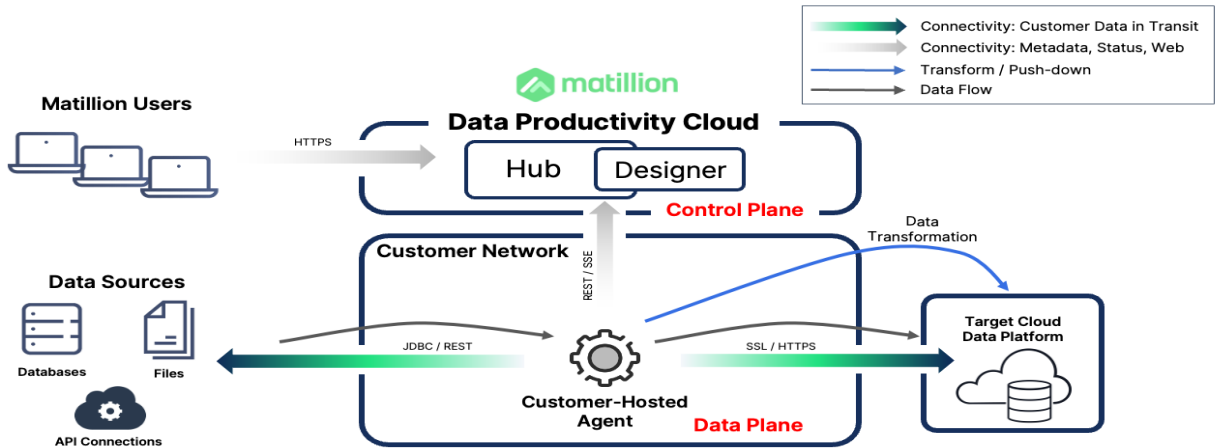 Connectivity: Customer Data in Transit
Connectivity: Metadata, Status, Web
Transform / Push-down
Data Flow
matillion
Matillion Users
Data Productivity Cloud
HTTPS
Hub
Designer
Control Plane
Data
Transformation
Customer Network
REST / SSE
Data Sources
Target Cloud
Data Platform
JDBC / REST
SSL / HTTPS
Databases
Files
Customer-Hosted
Agent
Data Plane
API Connections